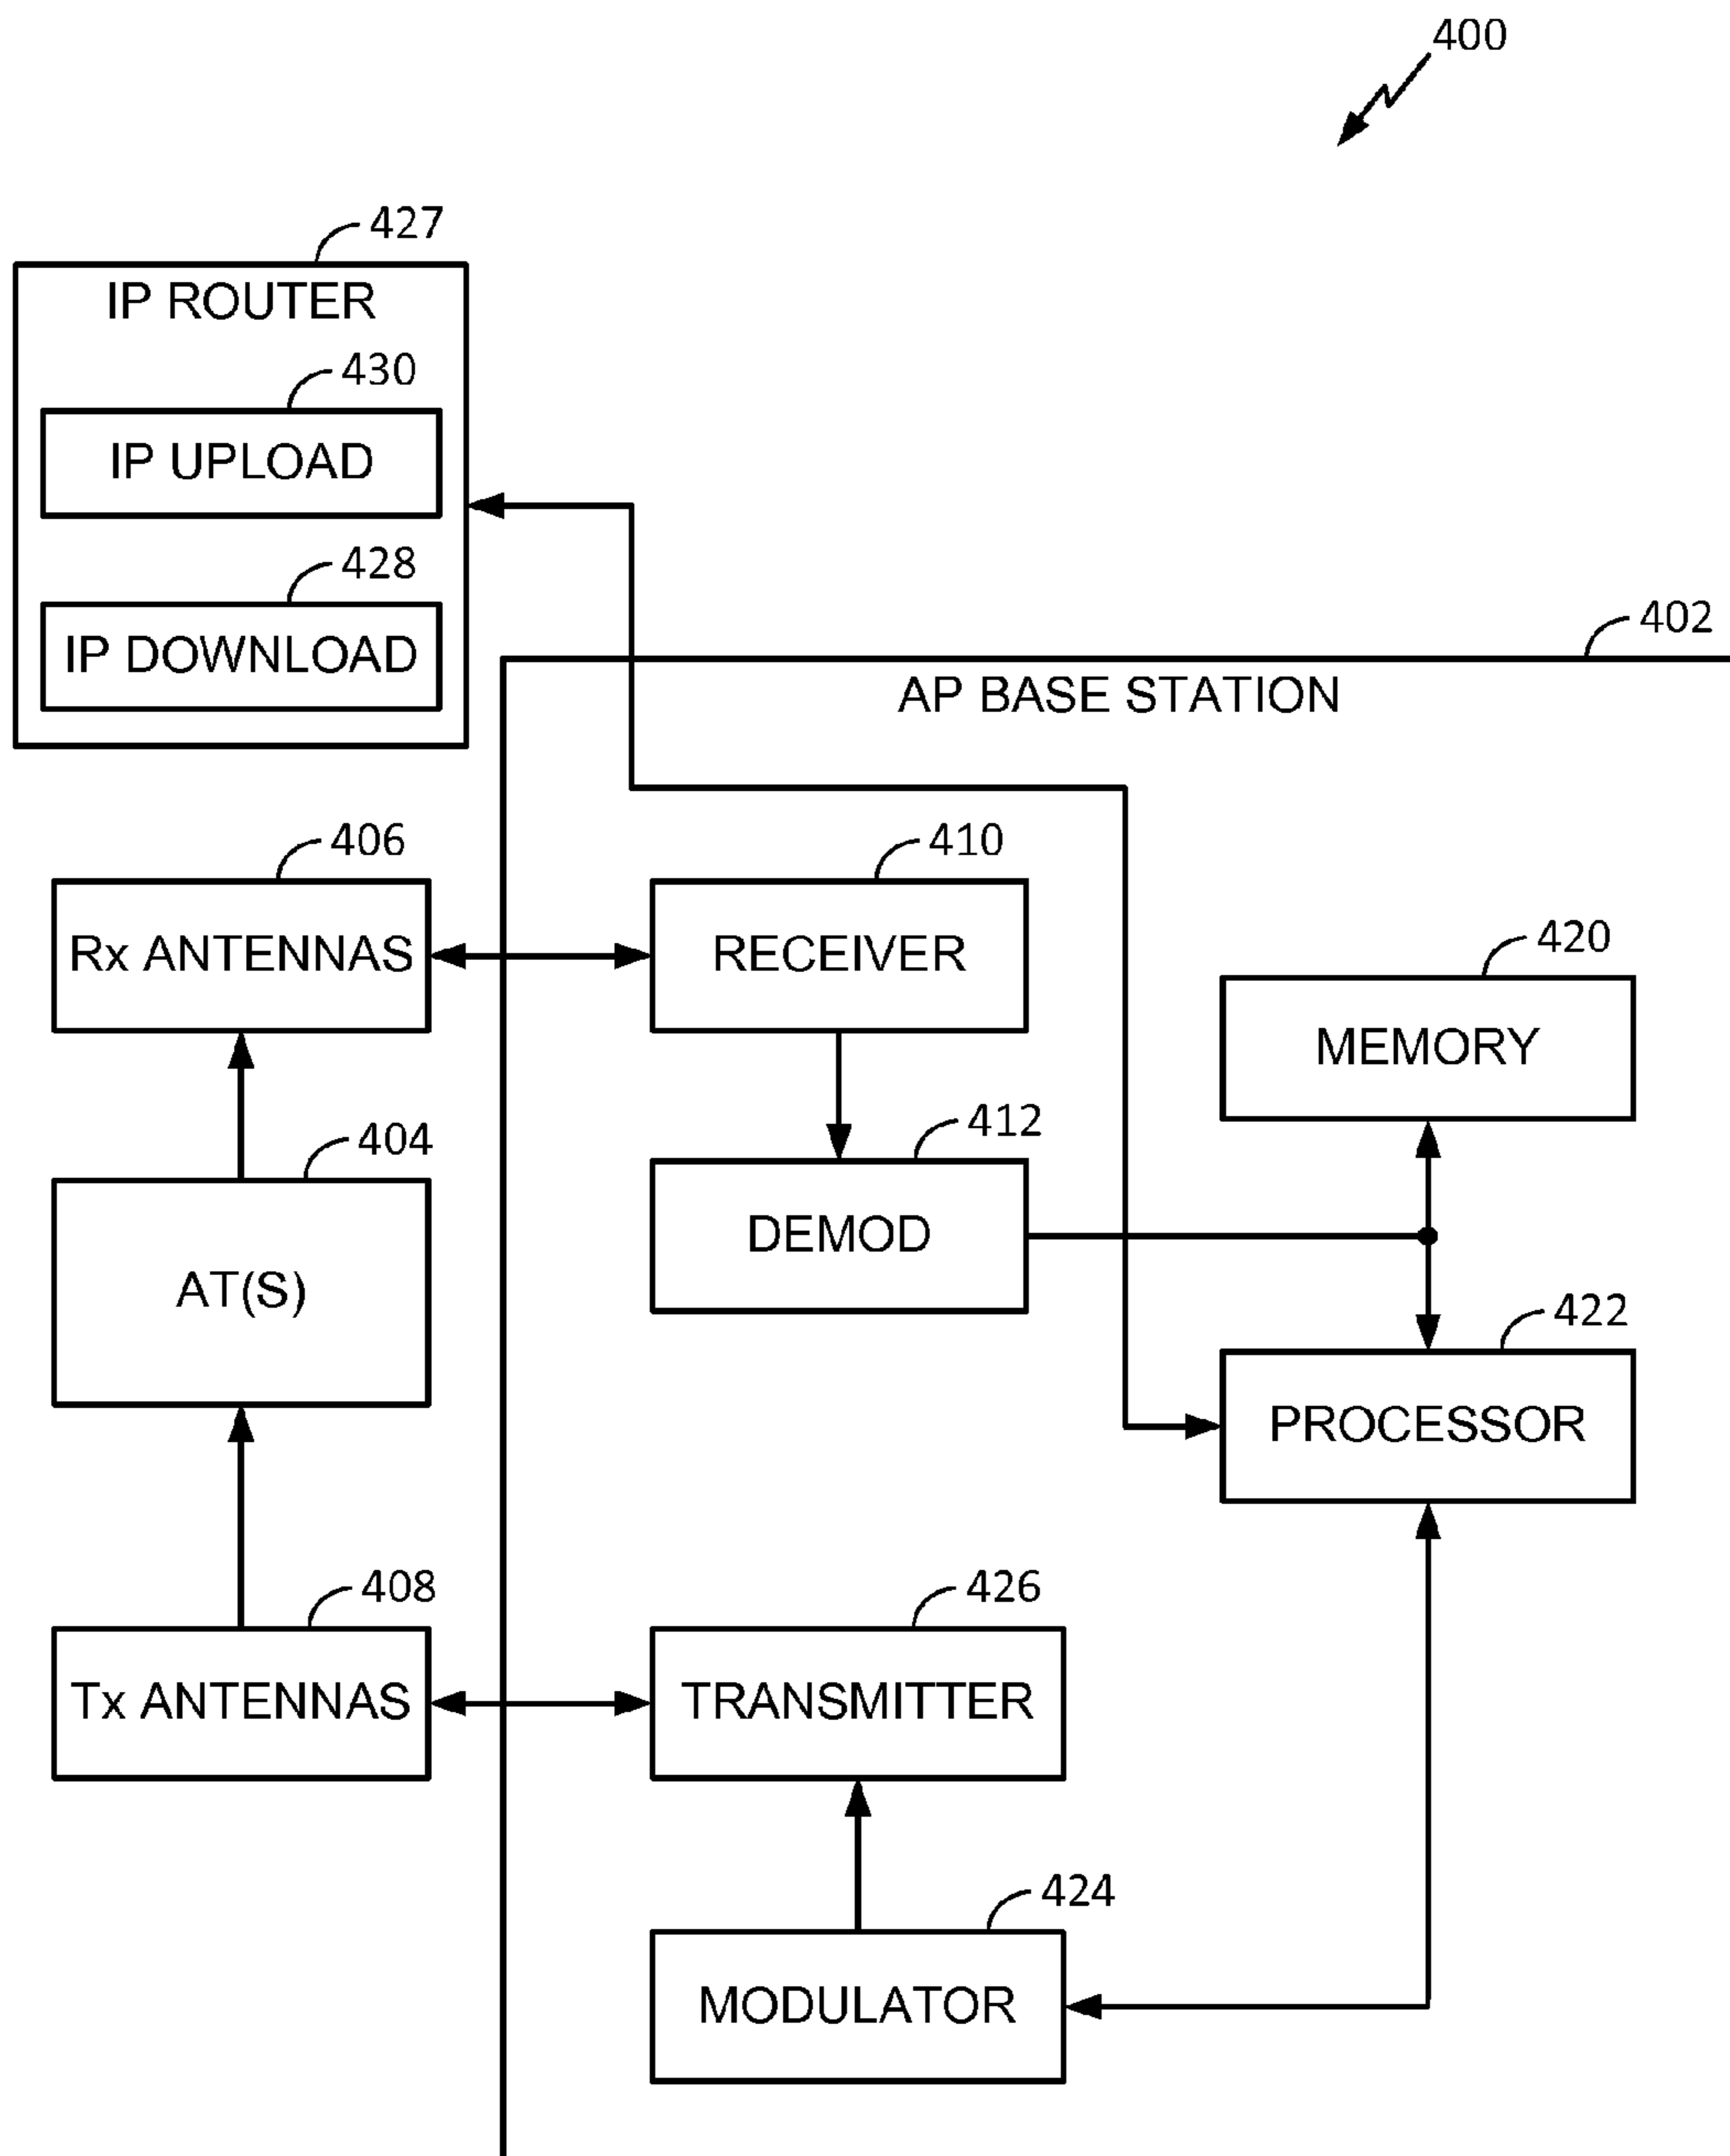 400
427
IP ROUTER
430
IP UPLOAD
428
IP DOWNLOAD
402
AP BASE STATION
406
Rx ANTENNAS
410
RECEIVER
420
MEMORY
404
AT(S)
412
DEMOD
422
PROCESSOR
408
Tx ANTENNAS
426
TRANSMITTER
424
MODULATOR